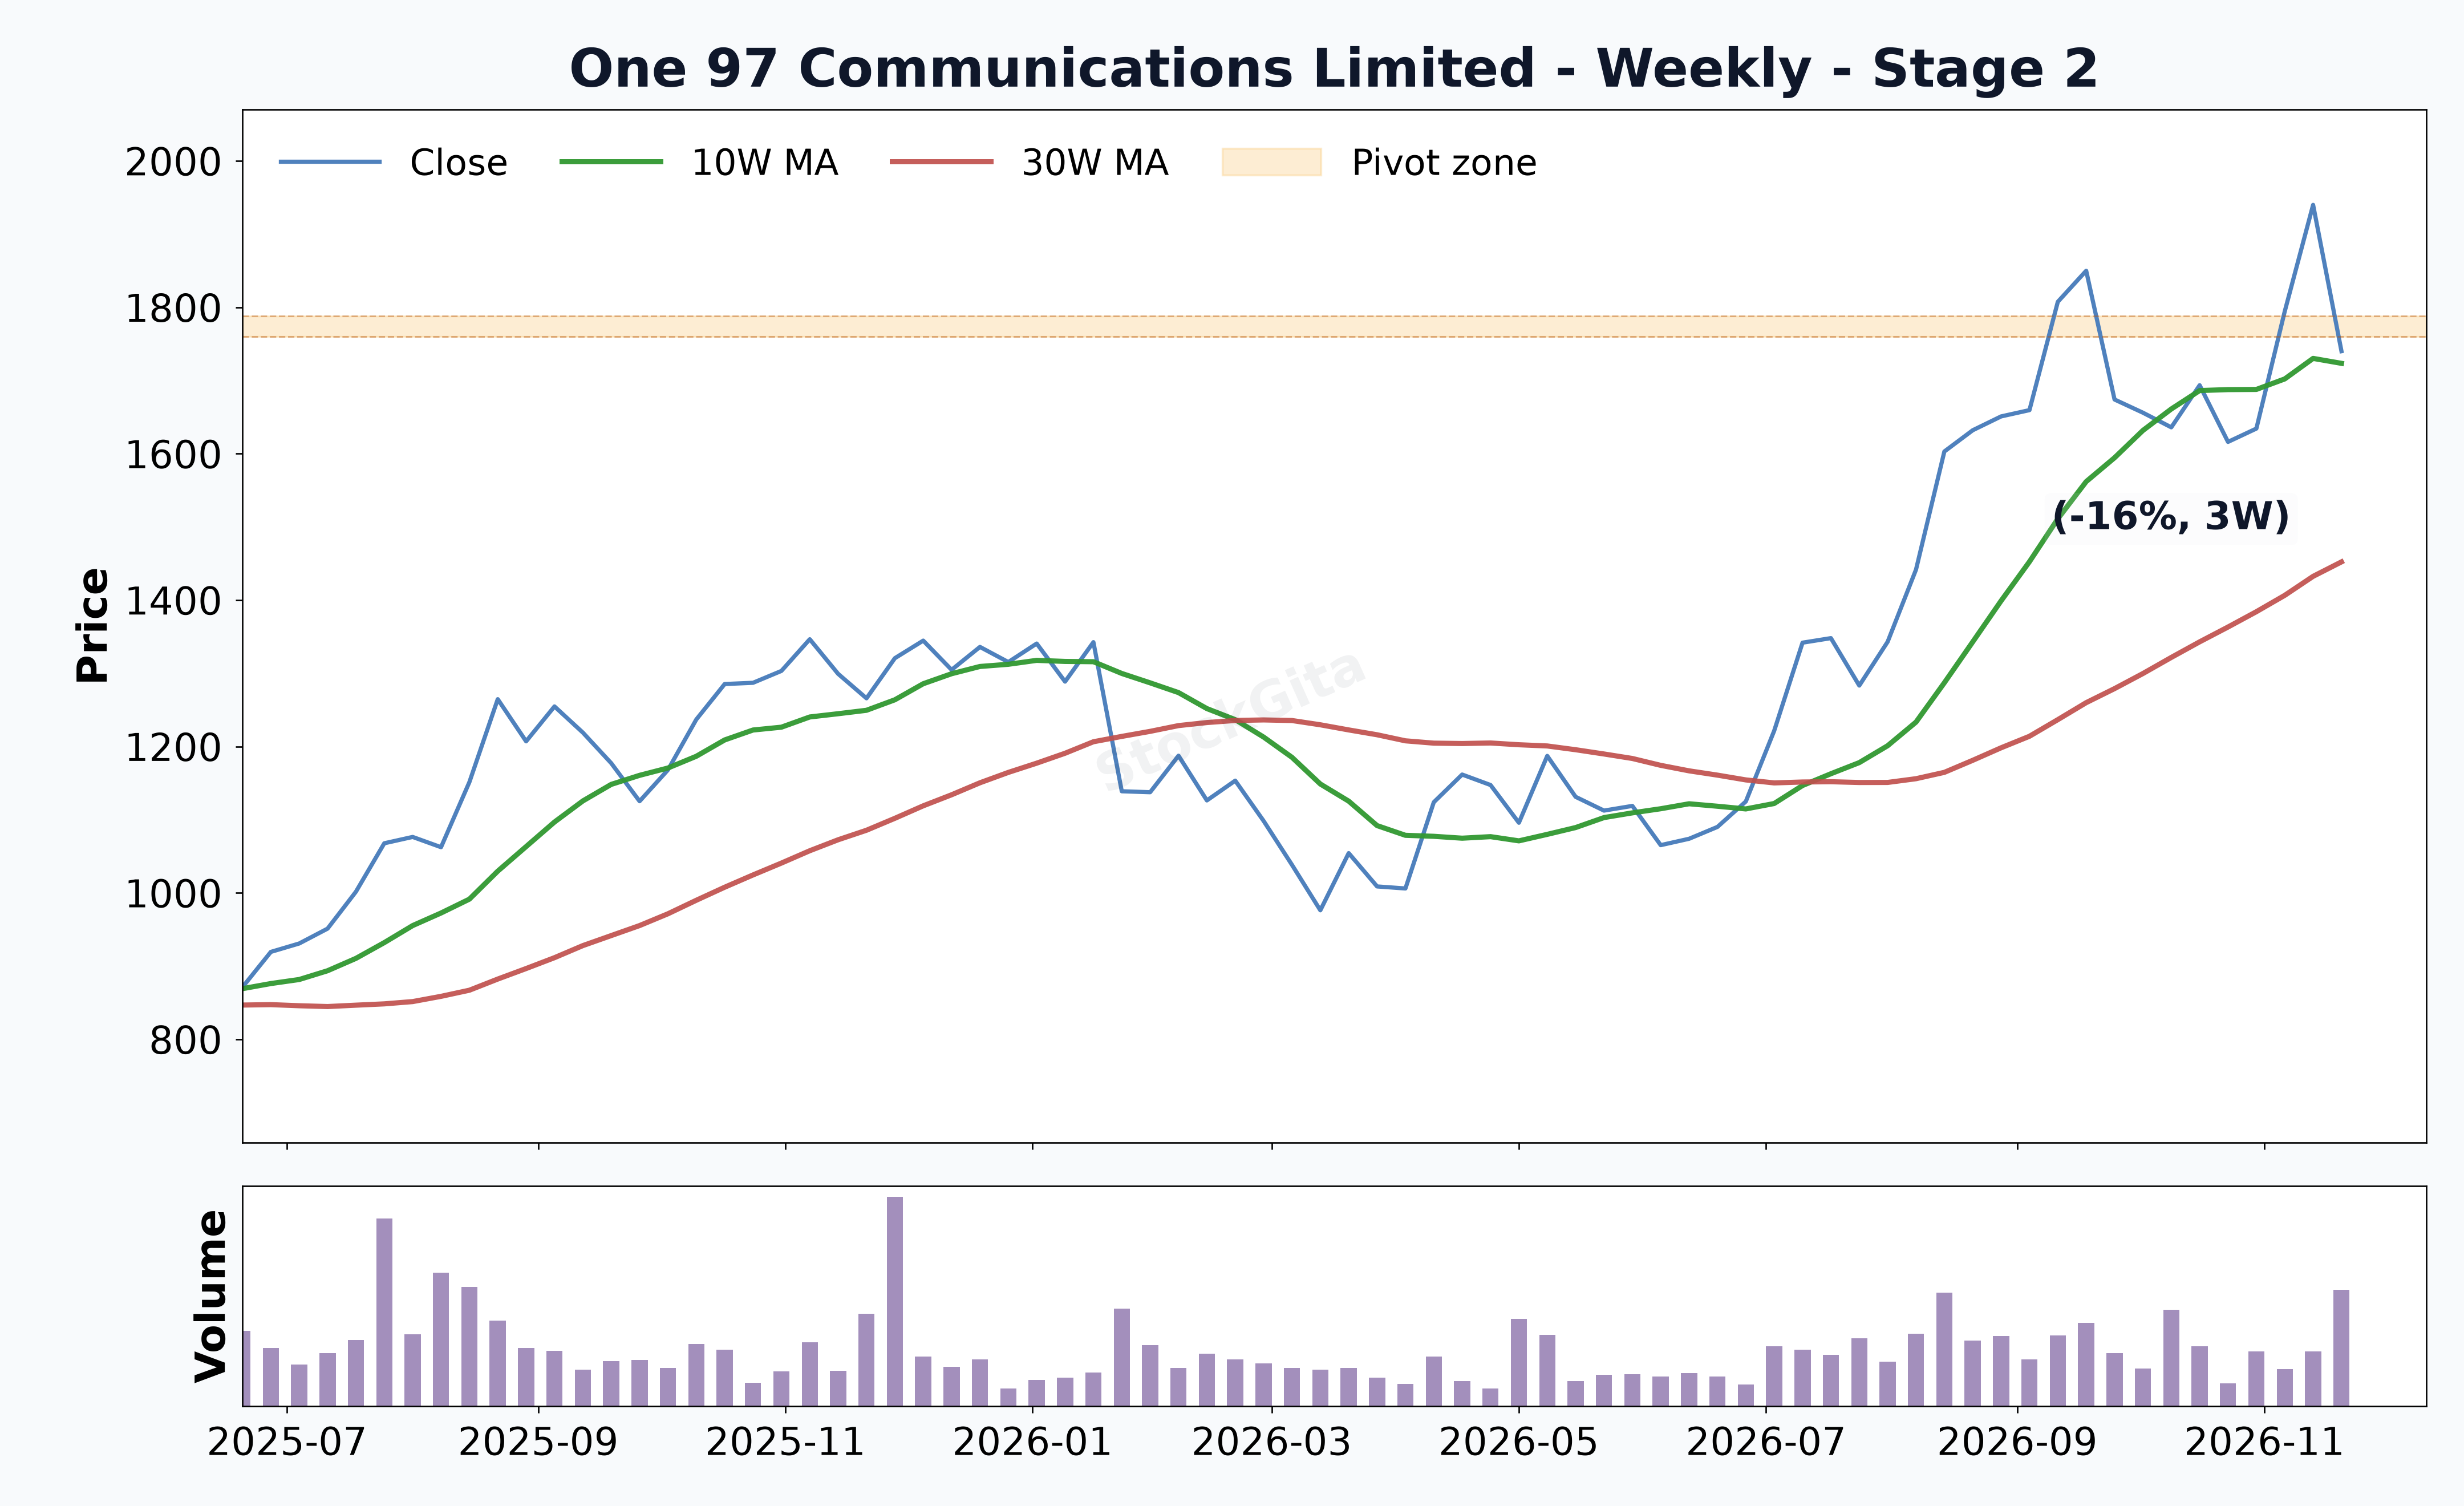 One 97 Communications Limited - Weekly - Stage 2
Close
10W MA
30W MA
Pivot zone
2000
1800
1600
1400
1200
1000
800
Price
(-16%, 3W)
StockGita
Volume
2025-07
2025-09
2025-11
2026-01
2026-03
2026-05
2026-07
2026-09
2026-11